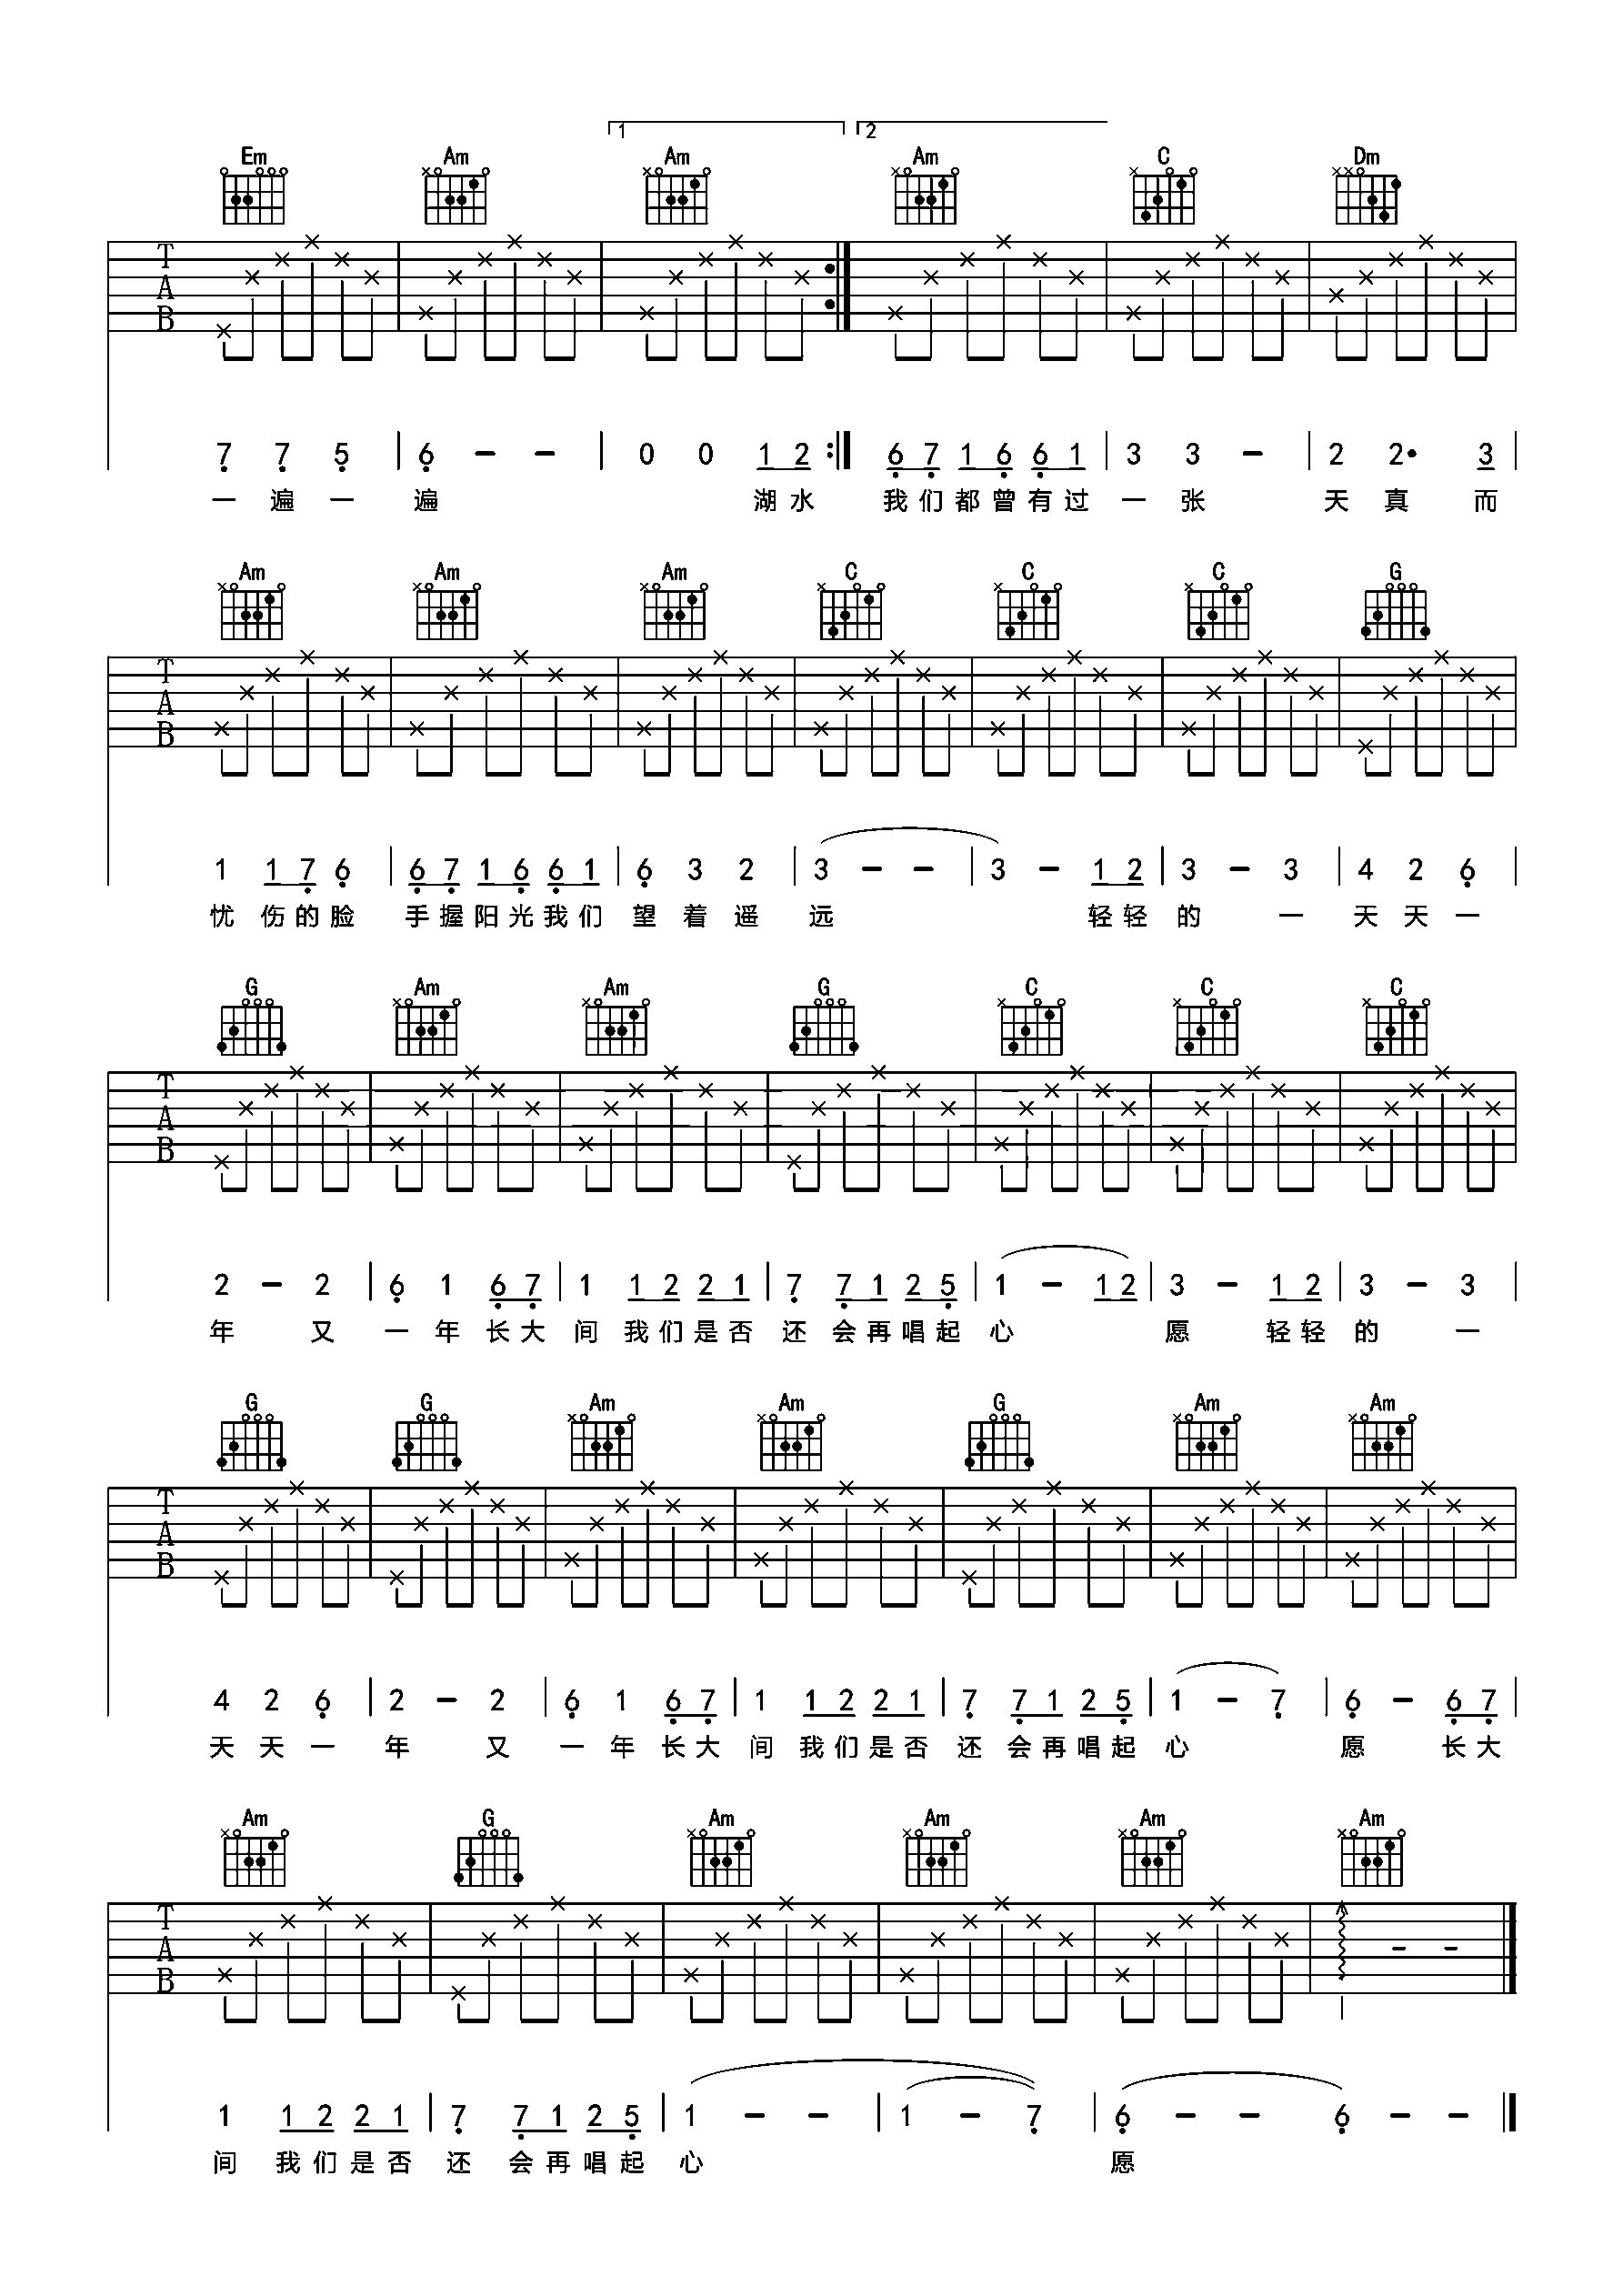 1 2
Em Am Am Am C Dm
T A B
7 7 5 | 6 - - | 0 0 1 2 :| 6 7 1 6 6 1 | 3 3 - | 2 2· 3 |
一 遍 一 遍 湖 水 我 们 都 曾 有 过 一 张 天 真 而
Am Am Am C C C G
T A B
1 1 7 6 | 6 7 1 6 6 1 | 6 3 2 | 3 - - | 3 - 1 2 | 3 - 3 | 4 2 6 |
忧 伤 的 脸 手 握 阳 光 我 们 望 着 遥 远 轻 轻 的 一 天 天 一
G Am Am G C C C
T A B
2 - 2 | 6 1 6 7 | 1 1 2 2 1 | 7 7 1 2 5 | 1 - 1 2 | 3 - 1 2 | 3 - 3 |
年 又 一 年 长 大 间 我 们 是 否 还 会 再 唱 起 心 愿 轻 轻 的 一
G G Am Am G Am Am
T A B
4 2 6 | 2 - 2 | 6 1 6 7 | 1 1 2 2 1 | 7 7 1 2 5 | 1 - 7 | 6 - 6 7 |
天 天 一 年 又 一 年 长 大 间 我 们 是 否 还 会 再 唱 起 心 愿 长 大
Am G Am Am Am Am
T A B
1 1 2 2 1 | 7 7 1 2 5 | 1 - - | 1 - 7 | 6 - - 6 - - ‖
间 我 们 是 否 还 会 再 唱 起 心 愿